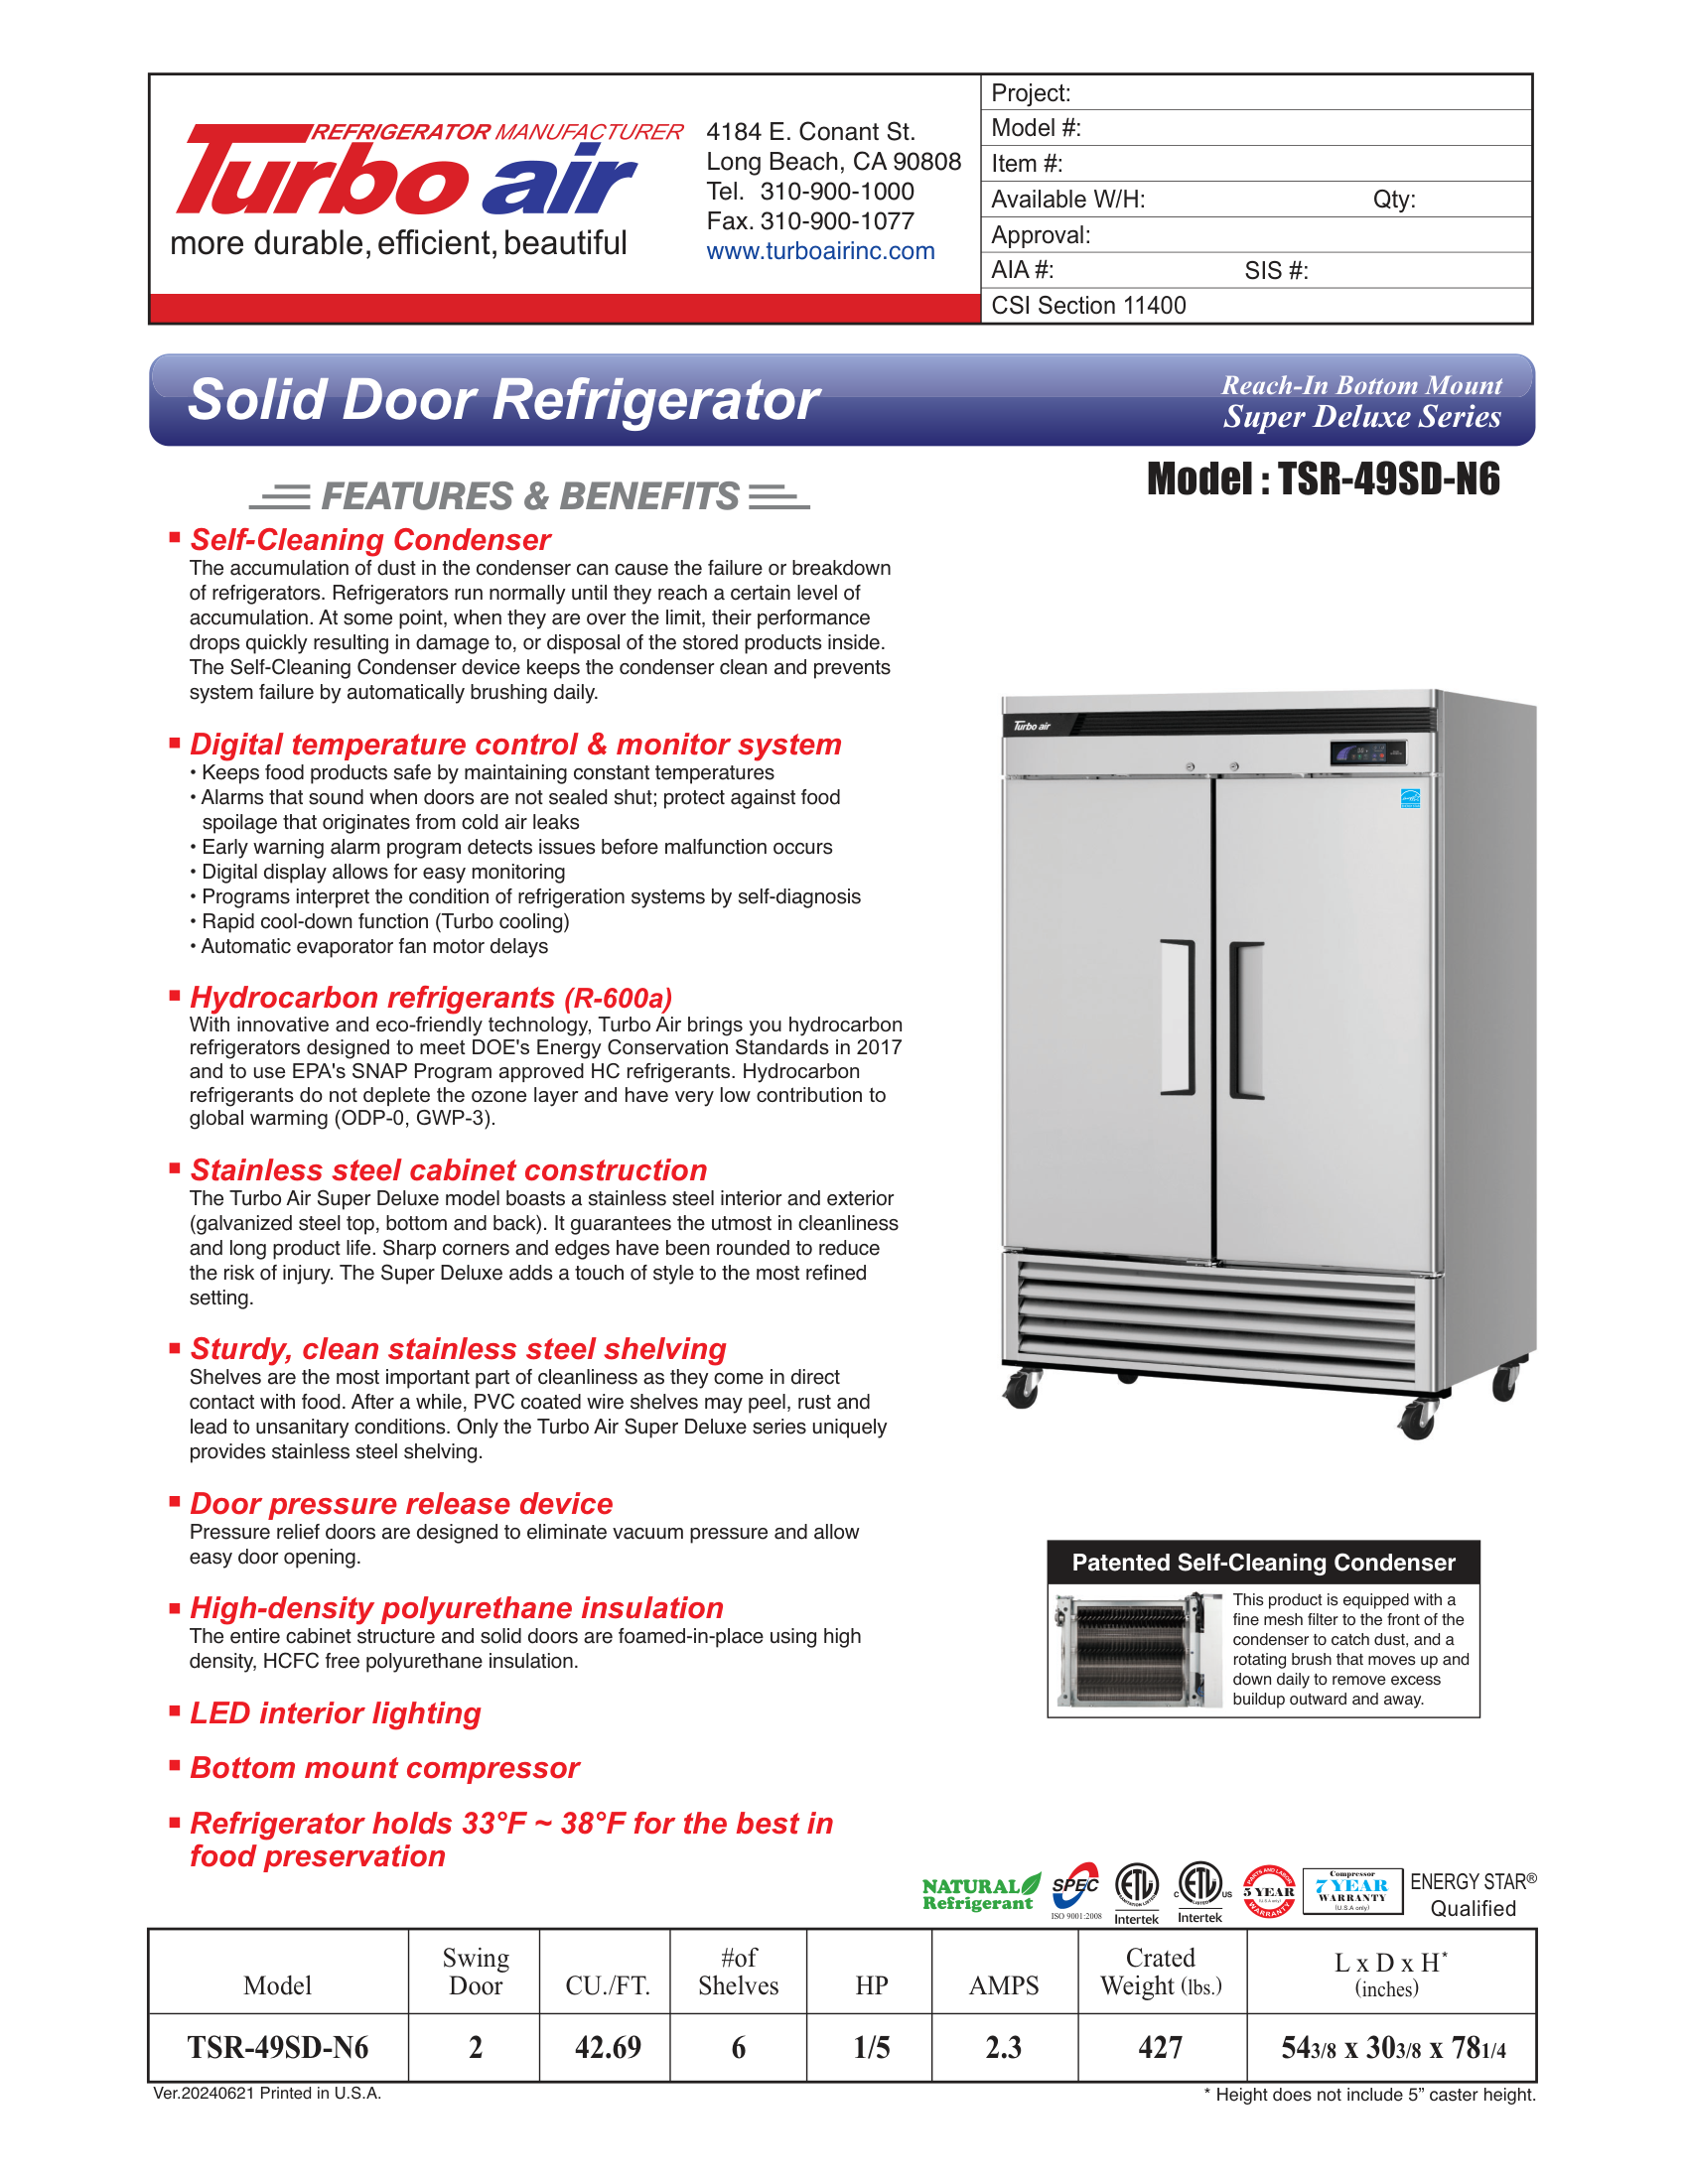 REFRIGERATOR MANUFACTURER
Turbo air
more durable, efficient, beautiful
4184 E. Conant St.
Long Beach, CA 90808
Tel. 310-900-1000
Fax. 310-900-1077
www.turboairinc.com
Project:
Model #:
Item #:
Available W/H: Qty:
Approval:
AIA #: SIS #:
CSI Section 11400
Solid Door Refrigerator
Reach-In Bottom Mount
Super Deluxe Series
Model : TSR-49SD-N6
FEATURES & BENEFITS
Self-Cleaning Condenser
The accumulation of dust in the condenser can cause the failure or breakdown
of refrigerators. Refrigerators run normally until they reach a certain level of
accumulation. At some point, when they are over the limit, their performance
drops quickly resulting in damage to, or disposal of the stored products inside.
The Self-Cleaning Condenser device keeps the condenser clean and prevents
system failure by automatically brushing daily.
Digital temperature control & monitor system
• Keeps food products safe by maintaining constant temperatures
• Alarms that sound when doors are not sealed shut; protect against food
spoilage that originates from cold air leaks
• Early warning alarm program detects issues before malfunction occurs
• Digital display allows for easy monitoring
• Programs interpret the condition of refrigeration systems by self-diagnosis
• Rapid cool-down function (Turbo cooling)
• Automatic evaporator fan motor delays
Hydrocarbon refrigerants (R-600a)
With innovative and eco-friendly technology, Turbo Air brings you hydrocarbon
refrigerators designed to meet DOE's Energy Conservation Standards in 2017
and to use EPA's SNAP Program approved HC refrigerants. Hydrocarbon
refrigerants do not deplete the ozone layer and have very low contribution to
global warming (ODP-0, GWP-3).
Stainless steel cabinet construction
The Turbo Air Super Deluxe model boasts a stainless steel interior and exterior
(galvanized steel top, bottom and back). It guarantees the utmost in cleanliness
and long product life. Sharp corners and edges have been rounded to reduce
the risk of injury. The Super Deluxe adds a touch of style to the most refined
setting.
Sturdy, clean stainless steel shelving
Shelves are the most important part of cleanliness as they come in direct
contact with food. After a while, PVC coated wire shelves may peel, rust and
lead to unsanitary conditions. Only the Turbo Air Super Deluxe series uniquely
provides stainless steel shelving.
Door pressure release device
Pressure relief doors are designed to eliminate vacuum pressure and allow
easy door opening.
High-density polyurethane insulation
The entire cabinet structure and solid doors are foamed-in-place using high
density, HCFC free polyurethane insulation.
LED interior lighting
Bottom mount compressor
Refrigerator holds 33°F ~ 38°F for the best in
food preservation
Turbo air
Patented Self-Cleaning Condenser
This product is equipped with a
fine mesh filter to the front of the
condenser to catch dust, and a
rotating brush that moves up and
down daily to remove excess
buildup outward and away.
NATURAL
Refrigerant
SPEC
ISO 9001:2008
ETL
SANITATION LISTED
Intertek
C ETL US
LISTED
Intertek
PARTS AND LABOR
5 YEAR
(U.S.A only)
WARRANTY
Compressor
7 YEAR
WARRANTY
(U.S.A only)
ENERGY STAR®
Qualified
Model Swing Door CU./FT. #of Shelves HP AMPS Crated Weight (lbs.) L x D x H* (inches)
TSR-49SD-N6 2 42.69 6 1/5 2.3 427 54 3/8 x 30 3/8 x 78 1/4
Ver.20240621 Printed in U.S.A.
* Height does not include 5” caster height.